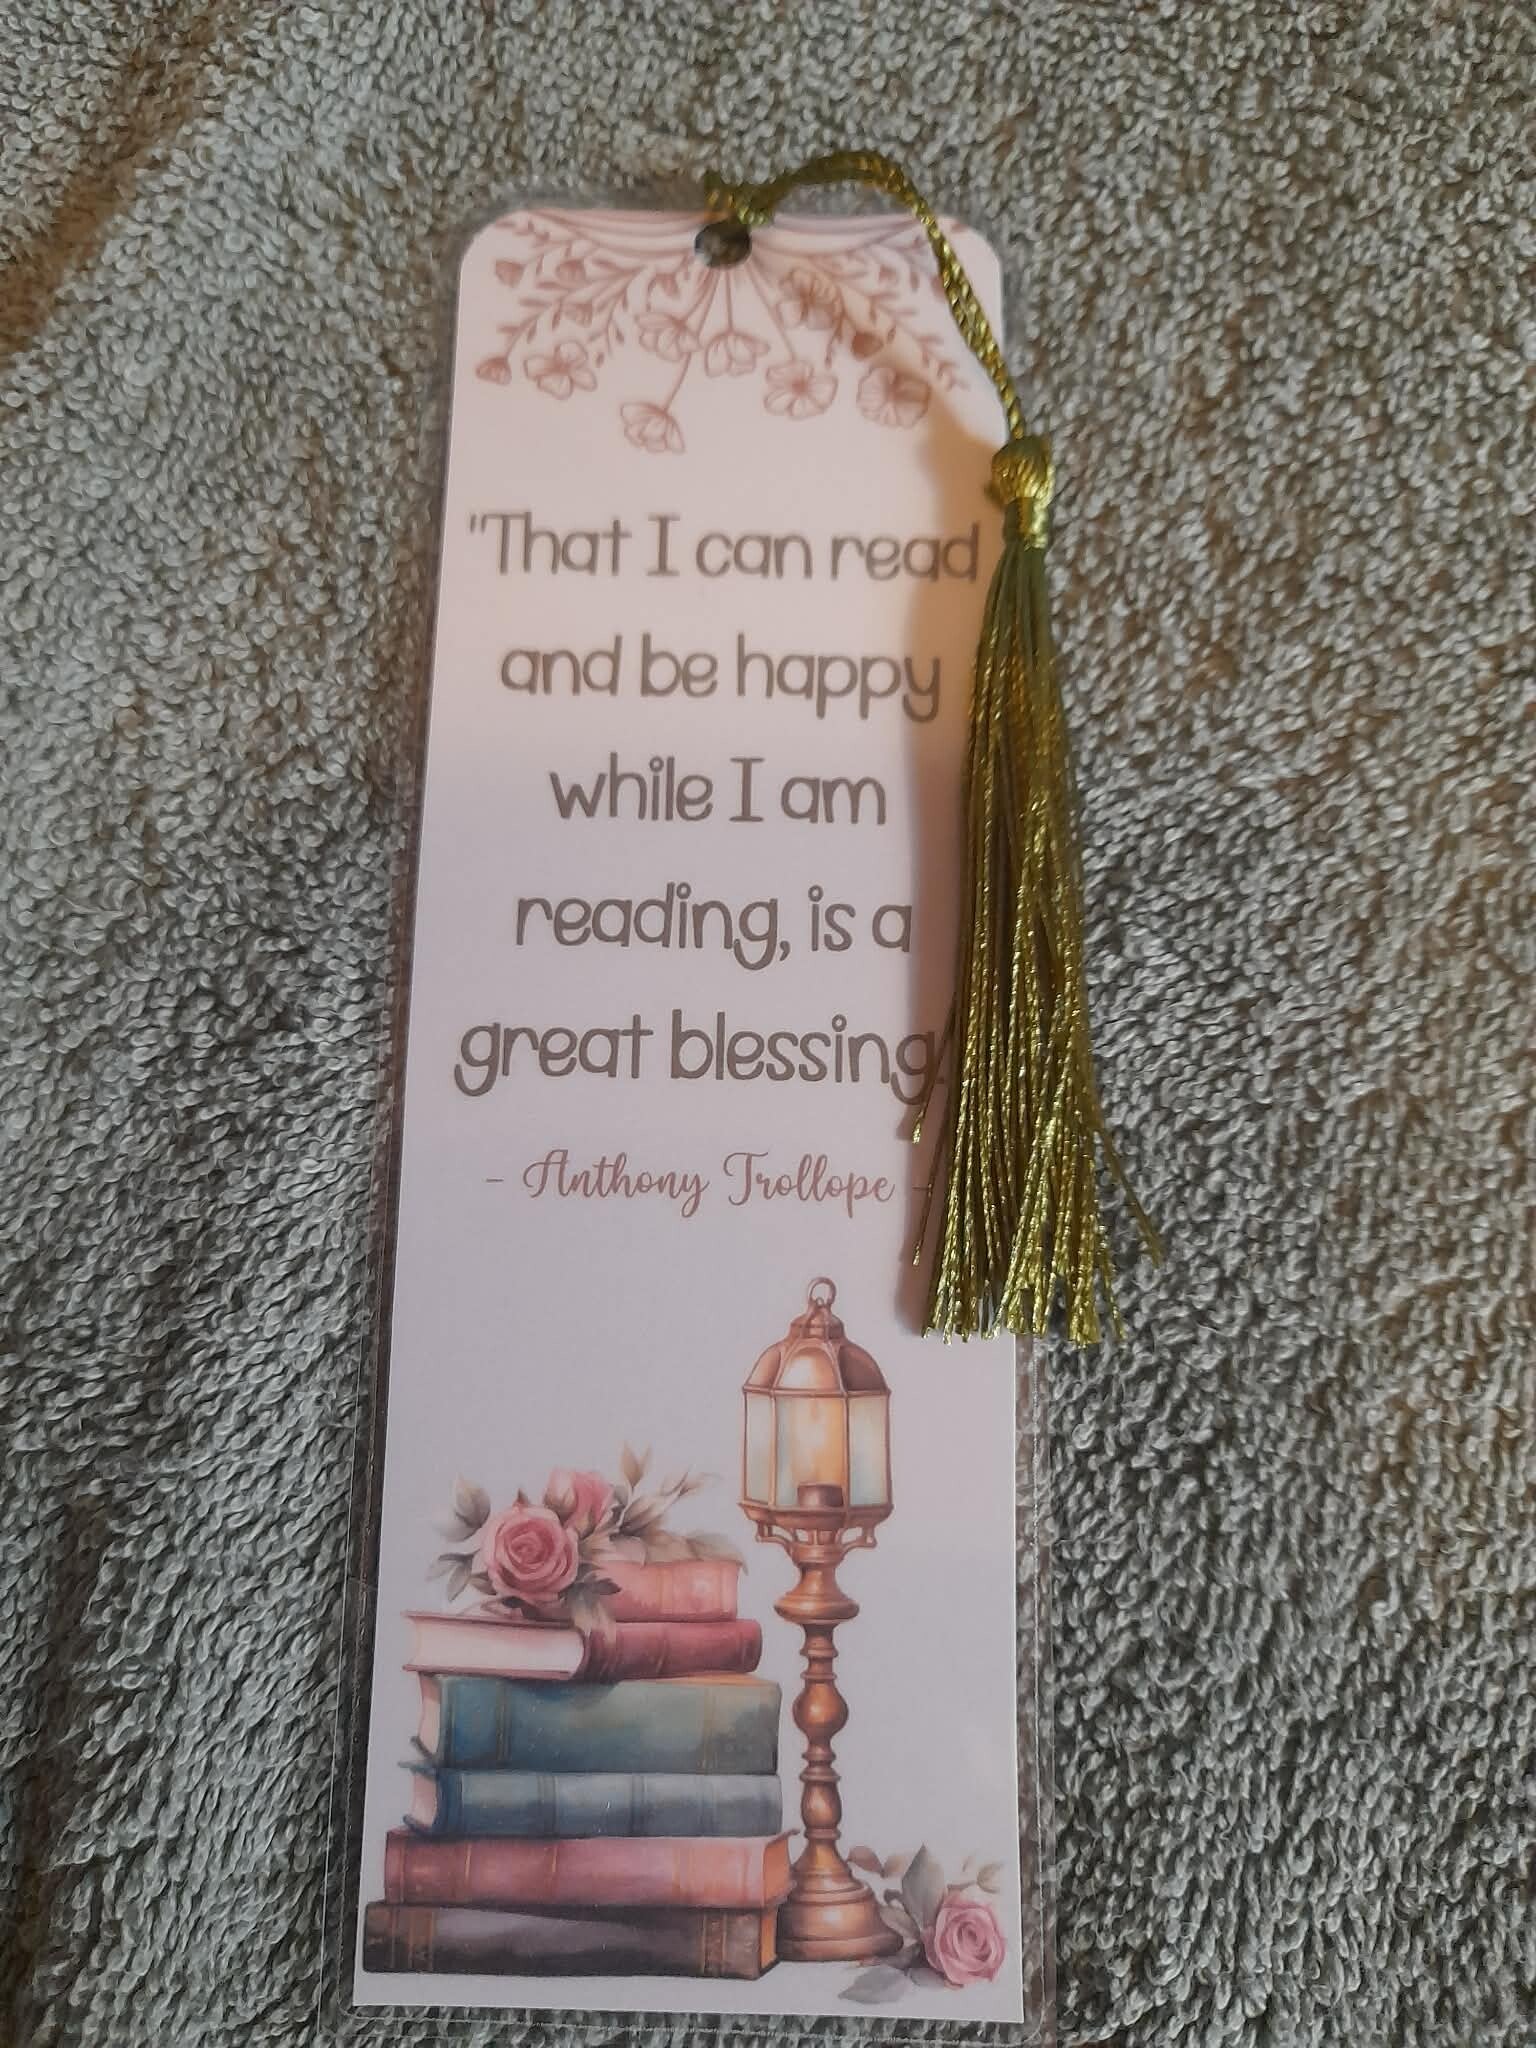 "That I can read
and be happy
while I am
reading, is a
great blessing.
- Anthony Trollope -